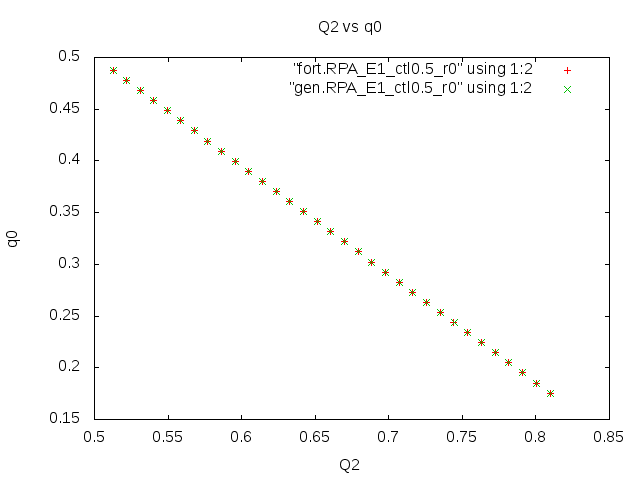 Q2 vs q0
"fort.RPA_E1_ctl0.5_r0" using 1:2
"gen.RPA_E1_ctl0.5_r0" using 1:2
0.5
0.45
0.4
0.35
0.3
0.25
0.2
0.15
q0
0.5 0.55 0.6 0.65 0.7 0.75 0.8 0.85
Q2